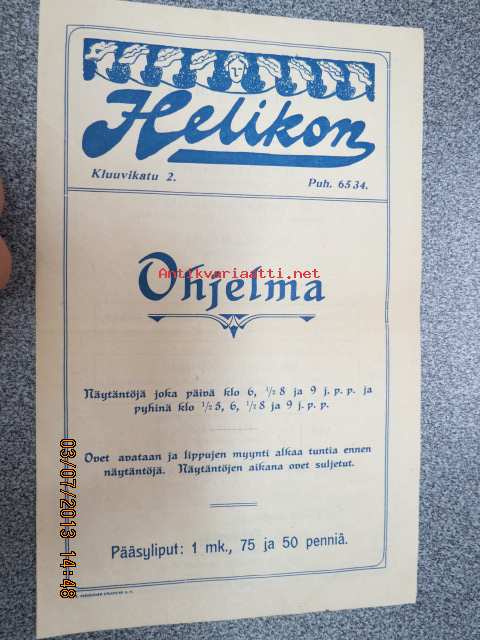 Helikon
Kluuvikatu 2.
Puh. 65 34.
Ohjelma
Antikvariaatti.net
Näytäntöjä joka päivä klo 6, ½ 8 ja 9 j. p. p. ja
pyhinä klo ½ 5, 6, ½ 8 ja 9 j. p. p.
Ovet avataan ja lippujen myynti alkaa tuntia ennen
näytäntöjä. Näytäntöjen aikana ovet suljetut.
Pääsyliput: 1 mk., 75 ja 50 penniä.
03/07/2013 14:48